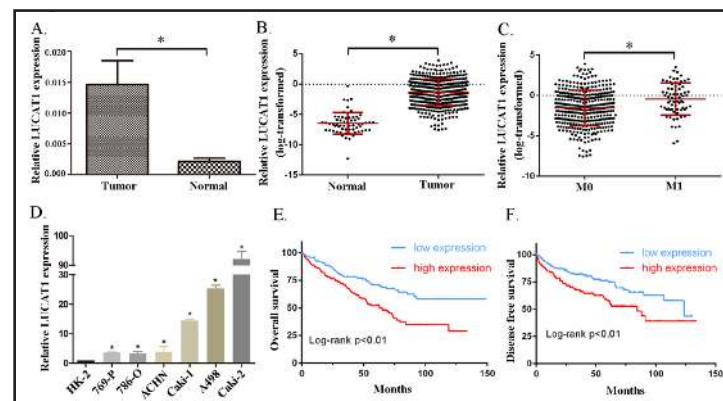 A.
*
Relative LUCAT1 expression
0.020
0.015
0.010
0.005
0.000
Tumor
Normal
B.
*
Relative LUCAT1 expression
(log-transformed)
5
0
-5
-10
-15
Normal
Tumor
C.
*
Relative LUCAT1 expression
(log-transformed)
5
0
-5
-10
M0
M1
D.
Relative LUCAT1 expression
100
90
30
20
10
0
*
*
*
*
*
*
HK-2
769-P
786-O
ACHN
Caki-1
A498
Caki-2
E.
Overall survival
100
75
50
25
0
low expression
high expression
Log-rank p<0.01
0
50
100
150
Months
F.
Disease free survival
100
75
50
25
0
low expression
high expression
Log-rank p<0.01
0
50
100
150
Months